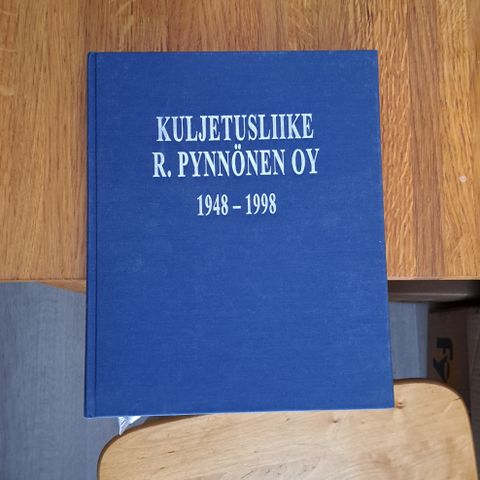 KULJETUSLIIKE
R. PYNNÖNEN OY
1948 – 1998